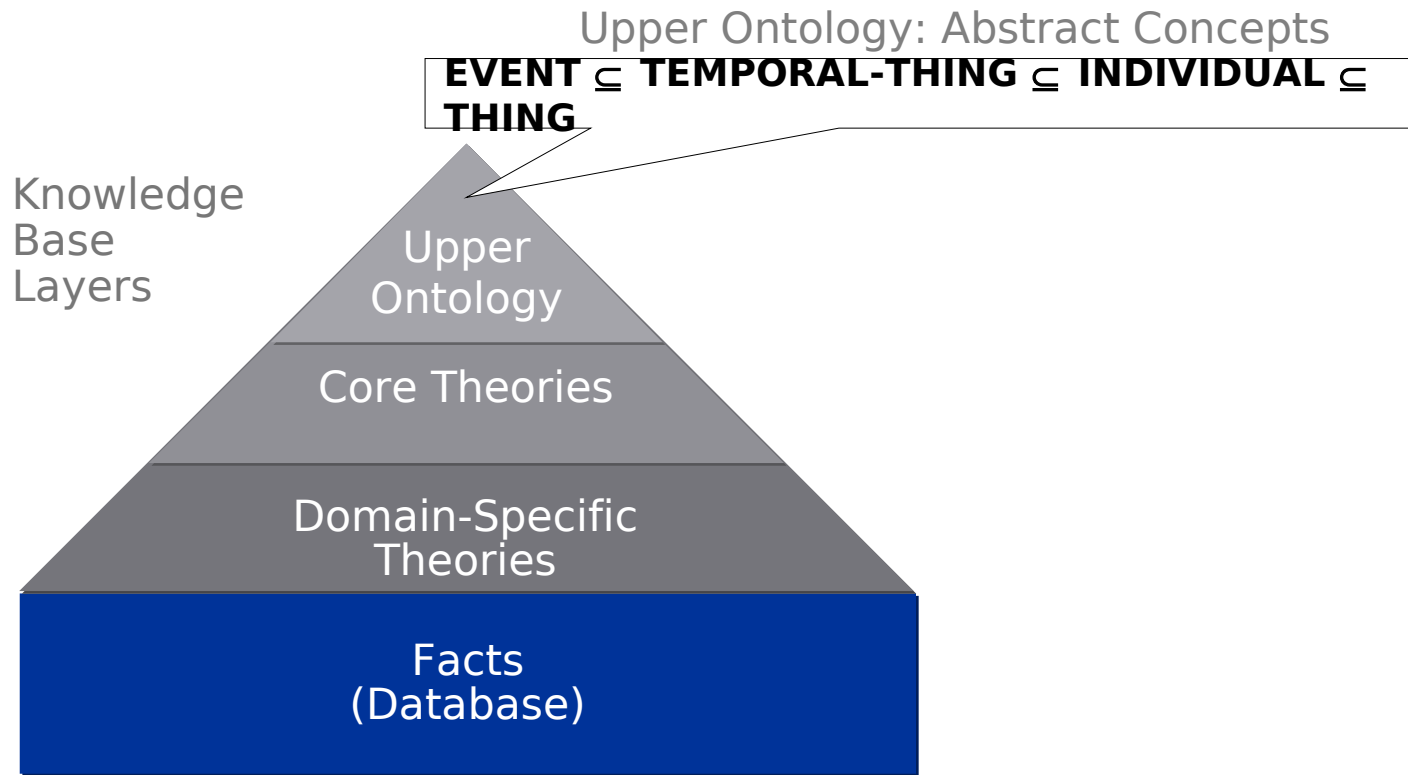 Upper Ontology: Abstract Concepts
EVENT ⊆ TEMPORAL-THING ⊆ INDIVIDUAL ⊆
THING
Knowledge
Base
Layers
Upper
Ontology
Core Theories
Domain-Specific
Theories
Facts
(Database)